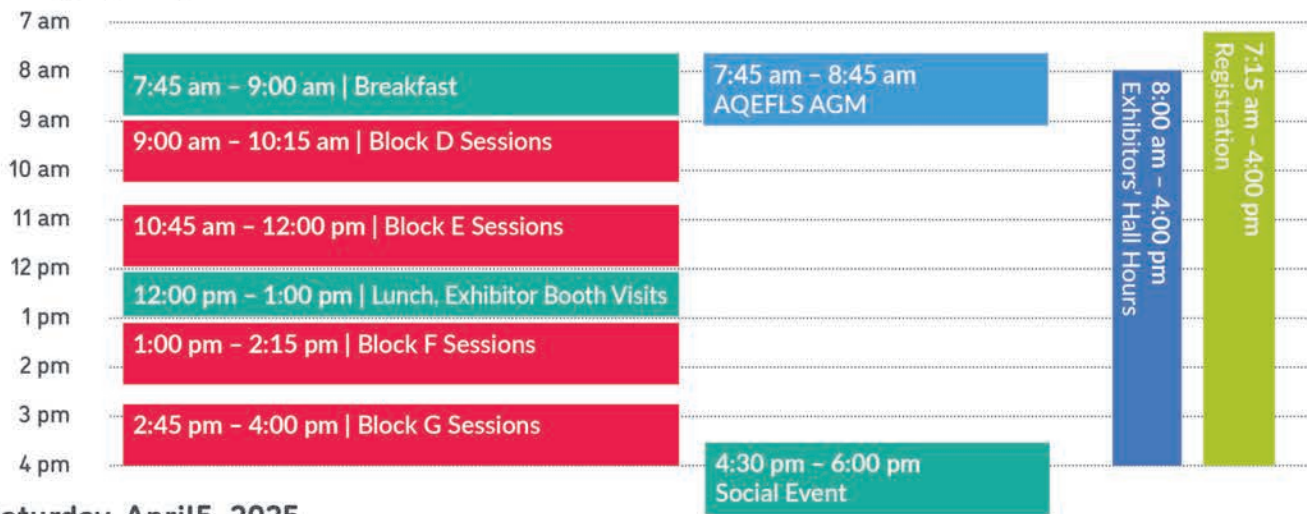 7 am
8 am
9 am
10 am
11 am
12 pm
1 pm
2 pm
3 pm
4 pm
7:45 am – 9:00 am | Breakfast
9:00 am – 10:15 am | Block D Sessions
10:45 am – 12:00 pm | Block E Sessions
12:00 pm – 1:00 pm | Lunch, Exhibitor Booth Visits
1:00 pm – 2:15 pm | Block F Sessions
2:45 pm – 4:00 pm | Block G Sessions
7:45 am – 8:45 am
AQEFLS AGM
4:30 pm – 6:00 pm
Social Event
8:00 am – 4:00 pm
Exhibitors' Hall Hours
7:15 am – 4:00 pm
Registration